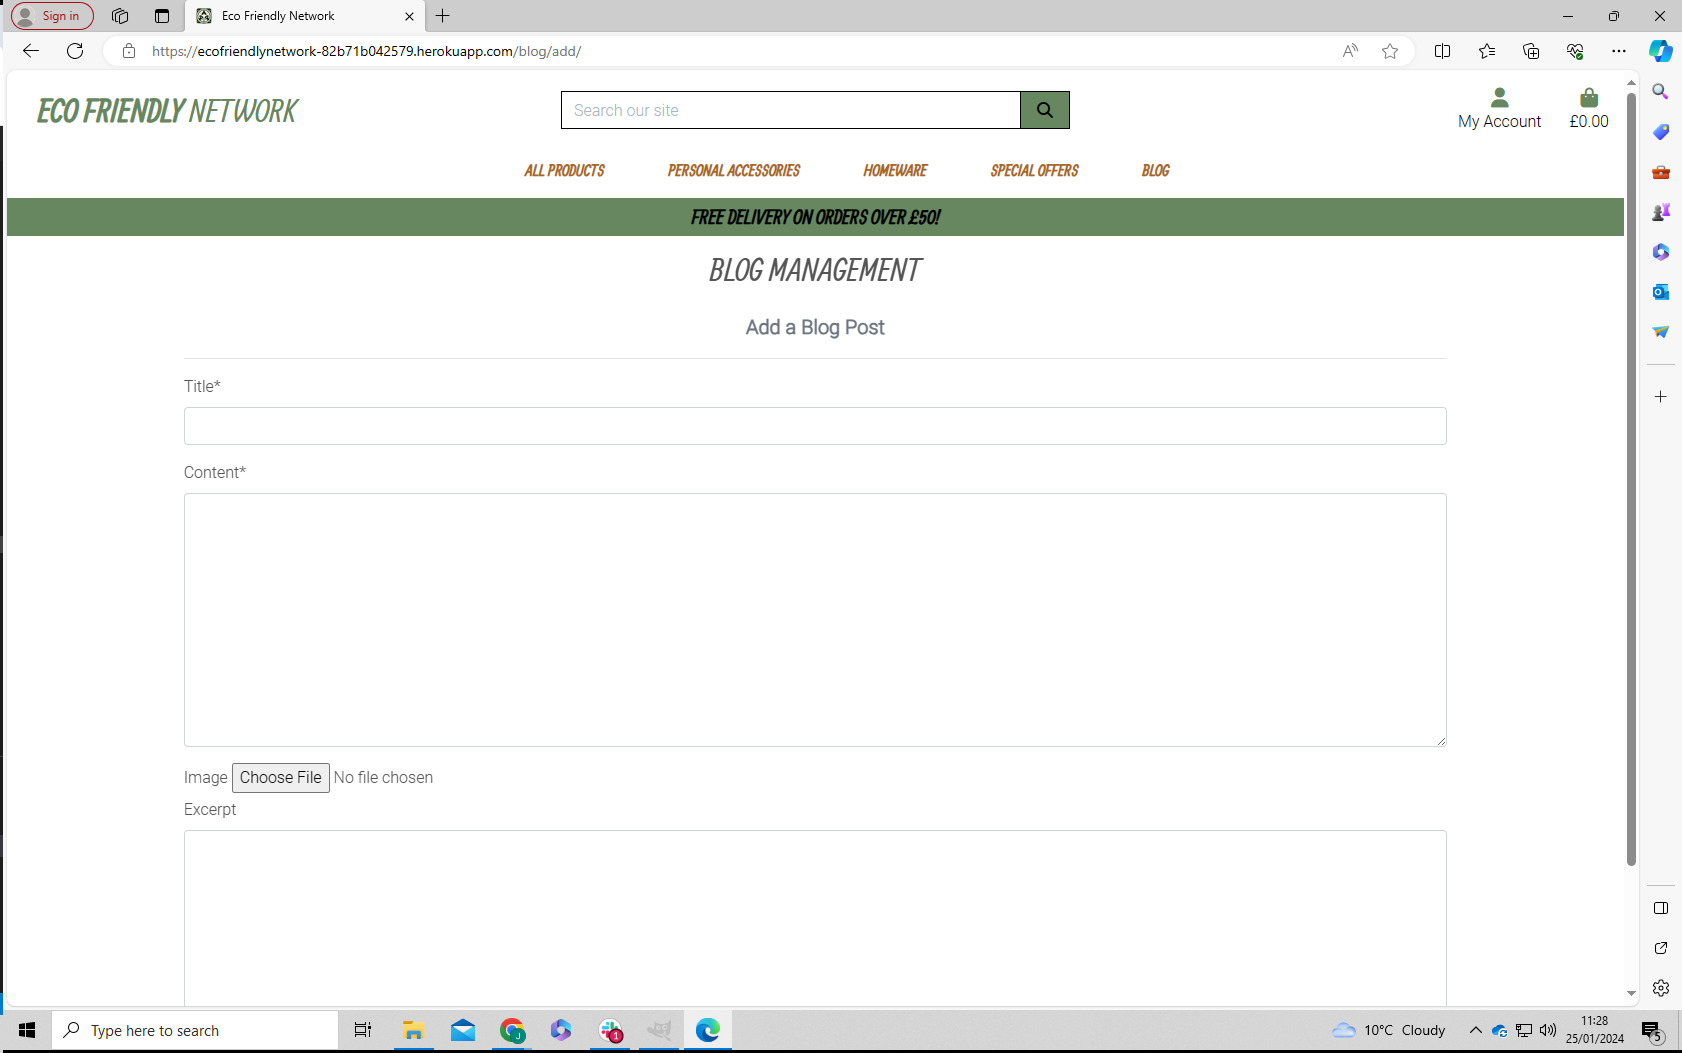 Sign in
Eco Friendly Network
https://ecofriendlynetwork-82b71b042579.herokuapp.com/blog/add/
ECO FRIENDLY NETWORK
Search our site
My Account
£0.00
ALL PRODUCTS
PERSONAL ACCESSORIES
HOMEWARE
SPECIAL OFFERS
BLOG
FREE DELIVERY ON ORDERS OVER £50!
BLOG MANAGEMENT
Add a Blog Post
Title*
Content*
Image Choose File No file chosen
Excerpt
Type here to search
10°C Cloudy
11:28
25/01/2024
1
5